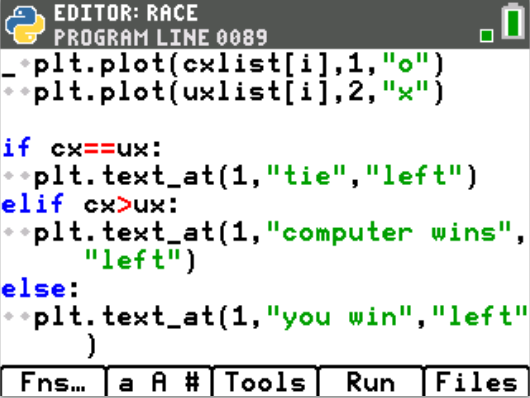 EDITOR: RACE
PROGRAM LINE 0089
_ plt.plot(cxlist[i],1,"o")
plt.plot(uxlist[i],2,"x")
if cx==ux:
plt.text_at(1,"tie","left")
elif cx>ux:
plt.text_at(1,"computer wins",
"left")
else:
plt.text_at(1,"you win","left"
)
Fns… a A # Tools Run Files